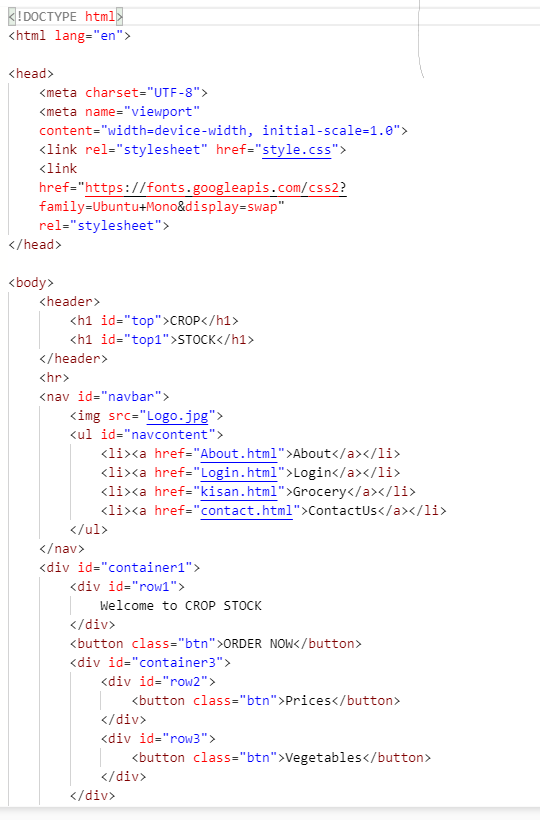 <!DOCTYPE html>
<html lang="en">
<head>
<meta charset="UTF-8">
<meta name="viewport"
content="width=device-width, initial-scale=1.0">
<link rel="stylesheet" href="style.css">
<link
href="https://fonts.googleapis.com/css2?
family=Ubuntu+Mono&display=swap"
rel="stylesheet">
</head>
<body>
<header>
<h1 id="top">CROP</h1>
<h1 id="top1">STOCK</h1>
</header>
<hr>
<nav id="navbar">
<img src="Logo.jpg">
<ul id="navcontent">
<li><a href="About.html">About</a></li>
<li><a href="Login.html">Login</a></li>
<li><a href="kisan.html">Grocery</a></li>
<li><a href="contact.html">ContactUs</a></li>
</ul>
</nav>
<div id="container1">
<div id="row1">
Welcome to CROP STOCK
</div>
<button class="btn">ORDER NOW</button>
<div id="container3">
<div id="row2">
<button class="btn">Prices</button>
</div>
<div id="row3">
<button class="btn">Vegetables</button>
</div>
</div>